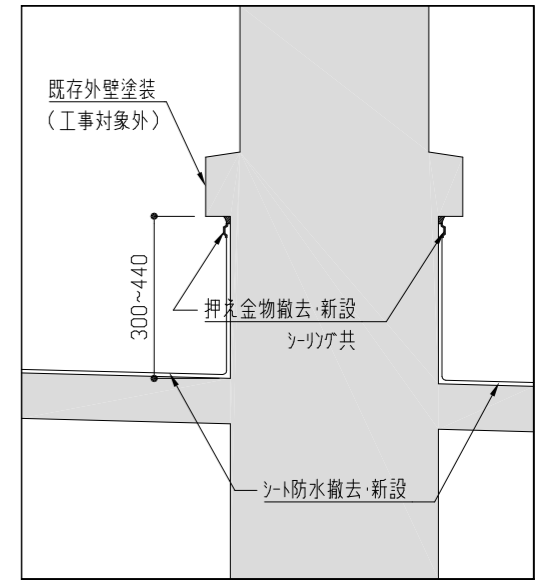 既存外壁塗装
（工事対象外）
300~440
押え金物撤去・新設
ｼｰﾘﾝｸﾞ共
ｼｰﾄ防水撤去・新設